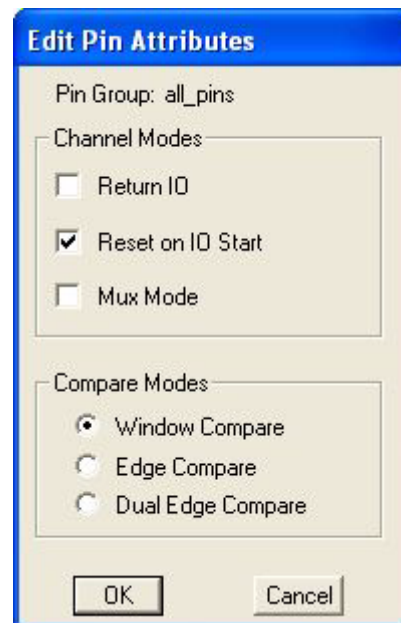 Edit Pin Attributes
Pin Group: all_pins
Channel Modes
Return IO
Reset on IO Start
Mux Mode
Compare Modes
Window Compare
Edge Compare
Dual Edge Compare
OK Cancel